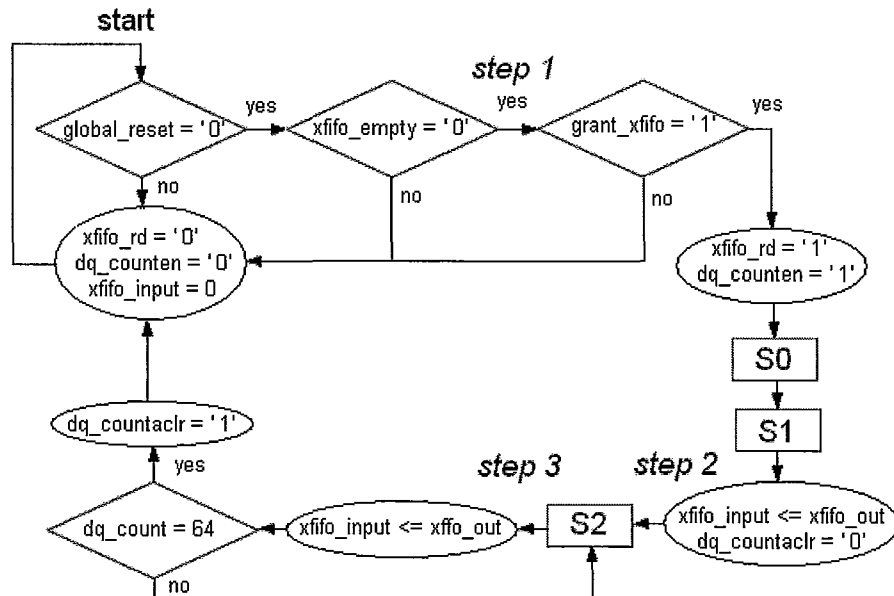 start
step 1
global_reset = '0'
yes
xfifo_empty = '0'
yes
grant_xfifo = '1'
yes
no
no
no
xfifo_rd = '0'
dq_counten = '0'
xfifo_input = 0
xfifo_rd = '1'
dq_counten = '1'
S0
S1
step 2
xfifo_input <= xfifo_out
dq_countaclr = '0'
S2
step 3
xfifo_input <= xffo_out
dq_count = 64
yes
dq_countaclr = '1'
no